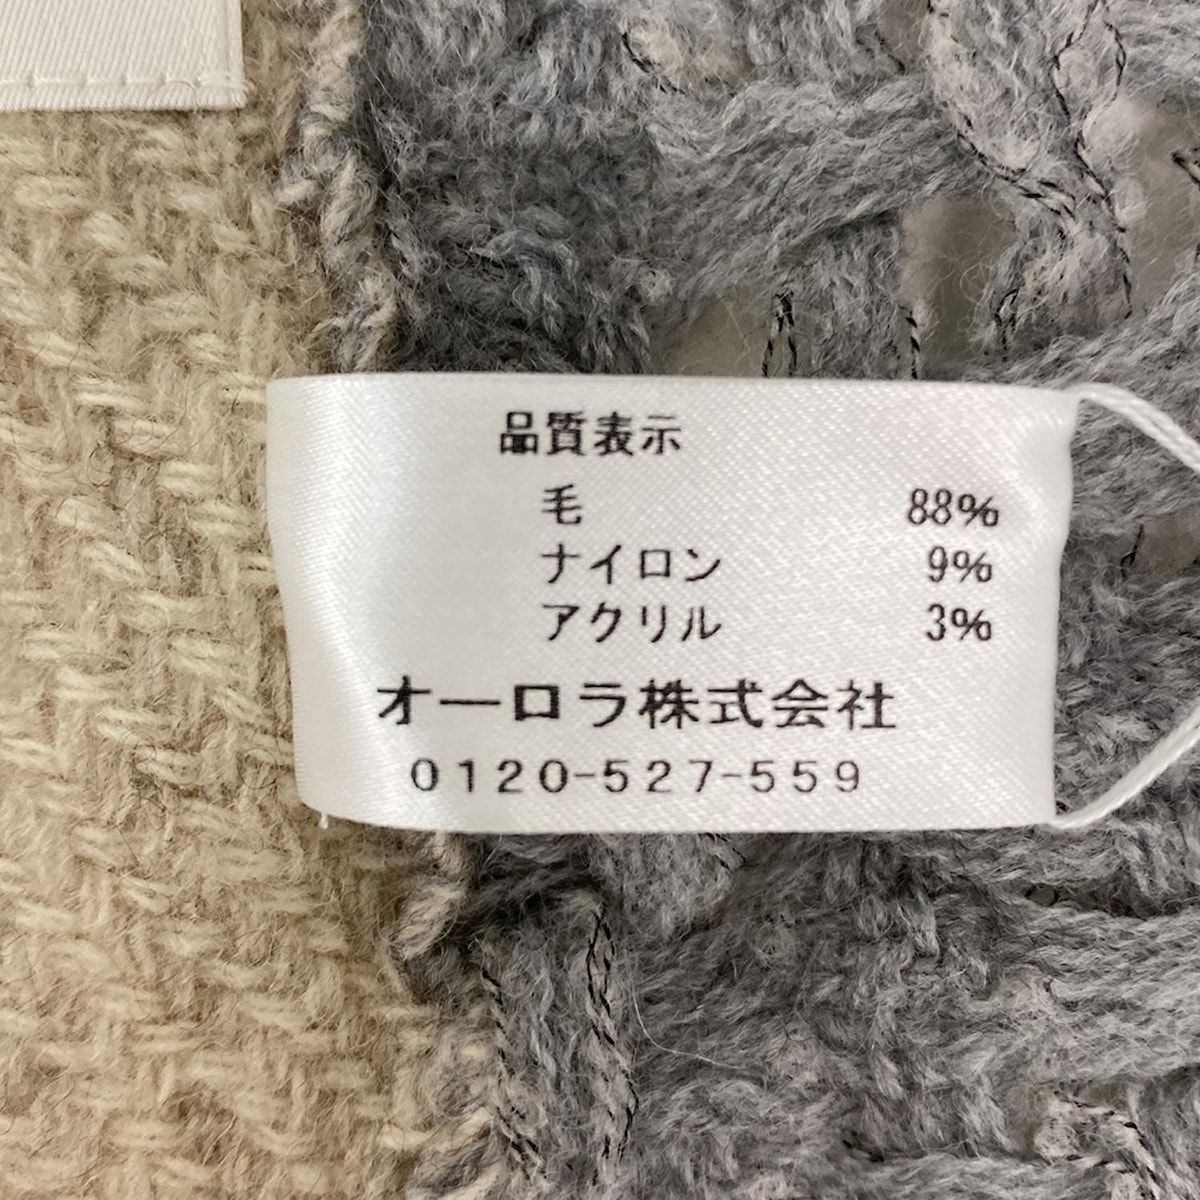 品質表示
毛 88%
ナイロン 9%
アクリル 3%
オーロラ株式会社
0120-527-559